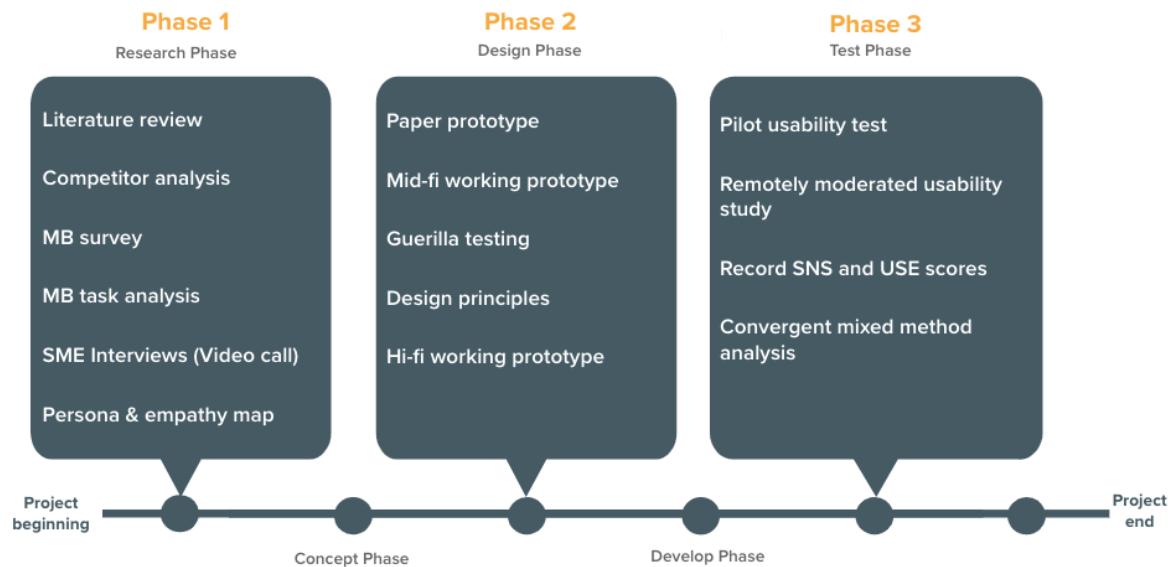 Phase 1
Research Phase
Literature review
Competitor analysis
MB survey
MB task analysis
SME Interviews (Video call)
Persona & empathy map
Phase 2
Design Phase
Paper prototype
Mid-fi working prototype
Guerilla testing
Design principles
Hi-fi working prototype
Phase 3
Test Phase
Pilot usability test
Remotely moderated usability
study
Record SNS and USE scores
Convergent mixed method
analysis
Project
beginning
Concept Phase
Develop Phase
Project
end